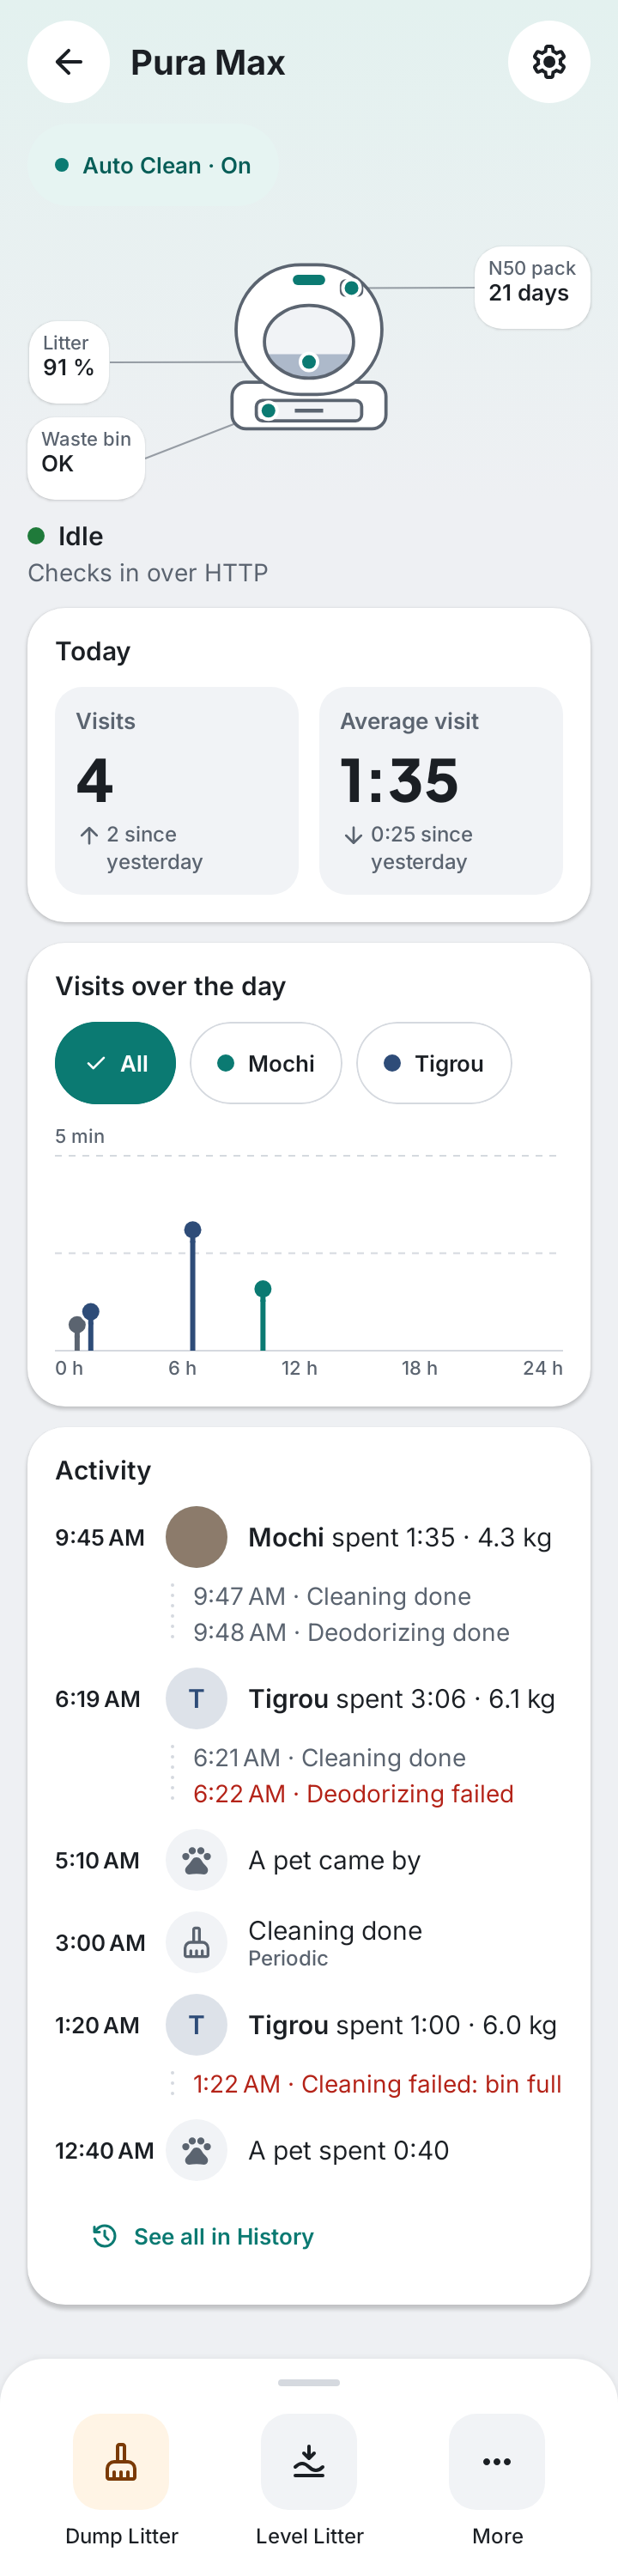 Pura Max
Auto Clean · On
N50 pack
21 days
Litter
91 %
Waste bin
OK
Idle
Checks in over HTTP
Today
Visits
4
2 since
yesterday
Average visit
1:35
0:25 since
yesterday
Visits over the day
All
Mochi
Tigrou
5 min
0 h
6 h
12 h
18 h
24 h
Activity
9:45 AM
Mochi spent 1:35 · 4.3 kg
9:47 AM · Cleaning done
9:48 AM · Deodorizing done
6:19 AM
T
Tigrou spent 3:06 · 6.1 kg
6:21 AM · Cleaning done
6:22 AM · Deodorizing failed
5:10 AM
A pet came by
3:00 AM
Cleaning done
Periodic
1:20 AM
T
Tigrou spent 1:00 · 6.0 kg
1:22 AM · Cleaning failed: bin full
12:40 AM
A pet spent 0:40
See all in History
Dump Litter
Level Litter
More